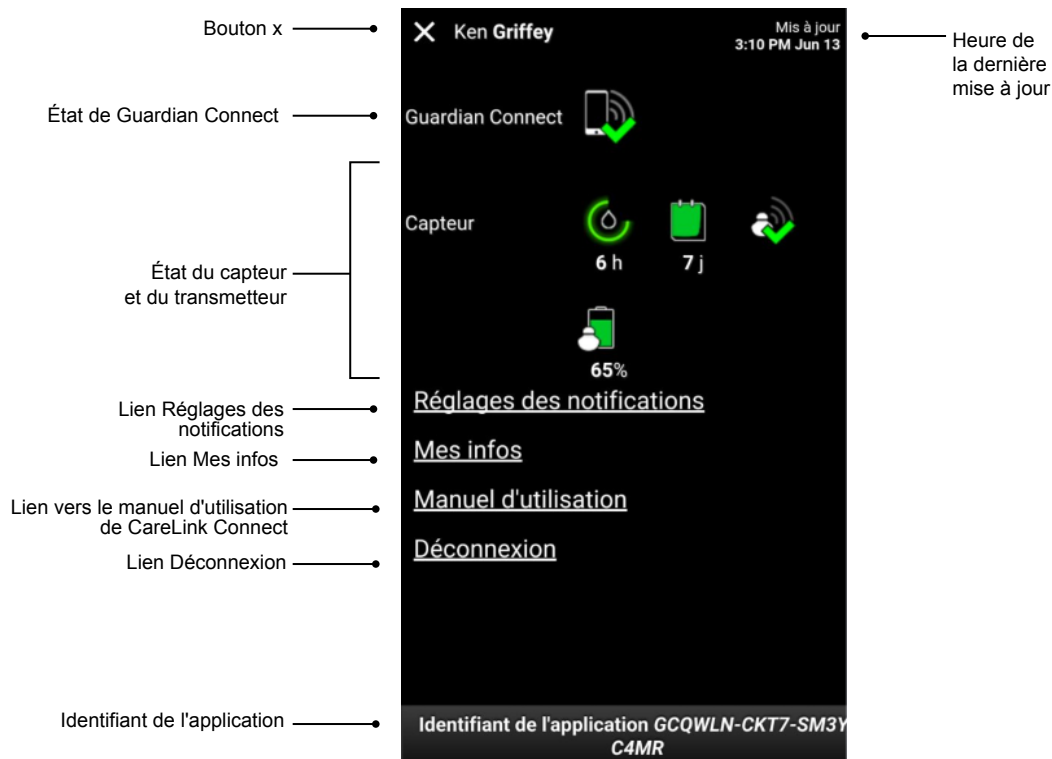 Bouton x
Ken Griffey
Mis à jour
3:10 PM Jun 13
Heure de
la dernière
mise à jour
État de Guardian Connect
Guardian Connect
Capteur
6 h
7 j
État du capteur
et du transmetteur
65%
Lien Réglages des
notifications
Réglages des notifications
Lien Mes infos
Mes infos
Lien vers le manuel d'utilisation
de CareLink Connect
Manuel d'utilisation
Lien Déconnexion
Déconnexion
Identifiant de l'application
Identifiant de l'application GCQWLN-CKT7-SM3Y
C4MR